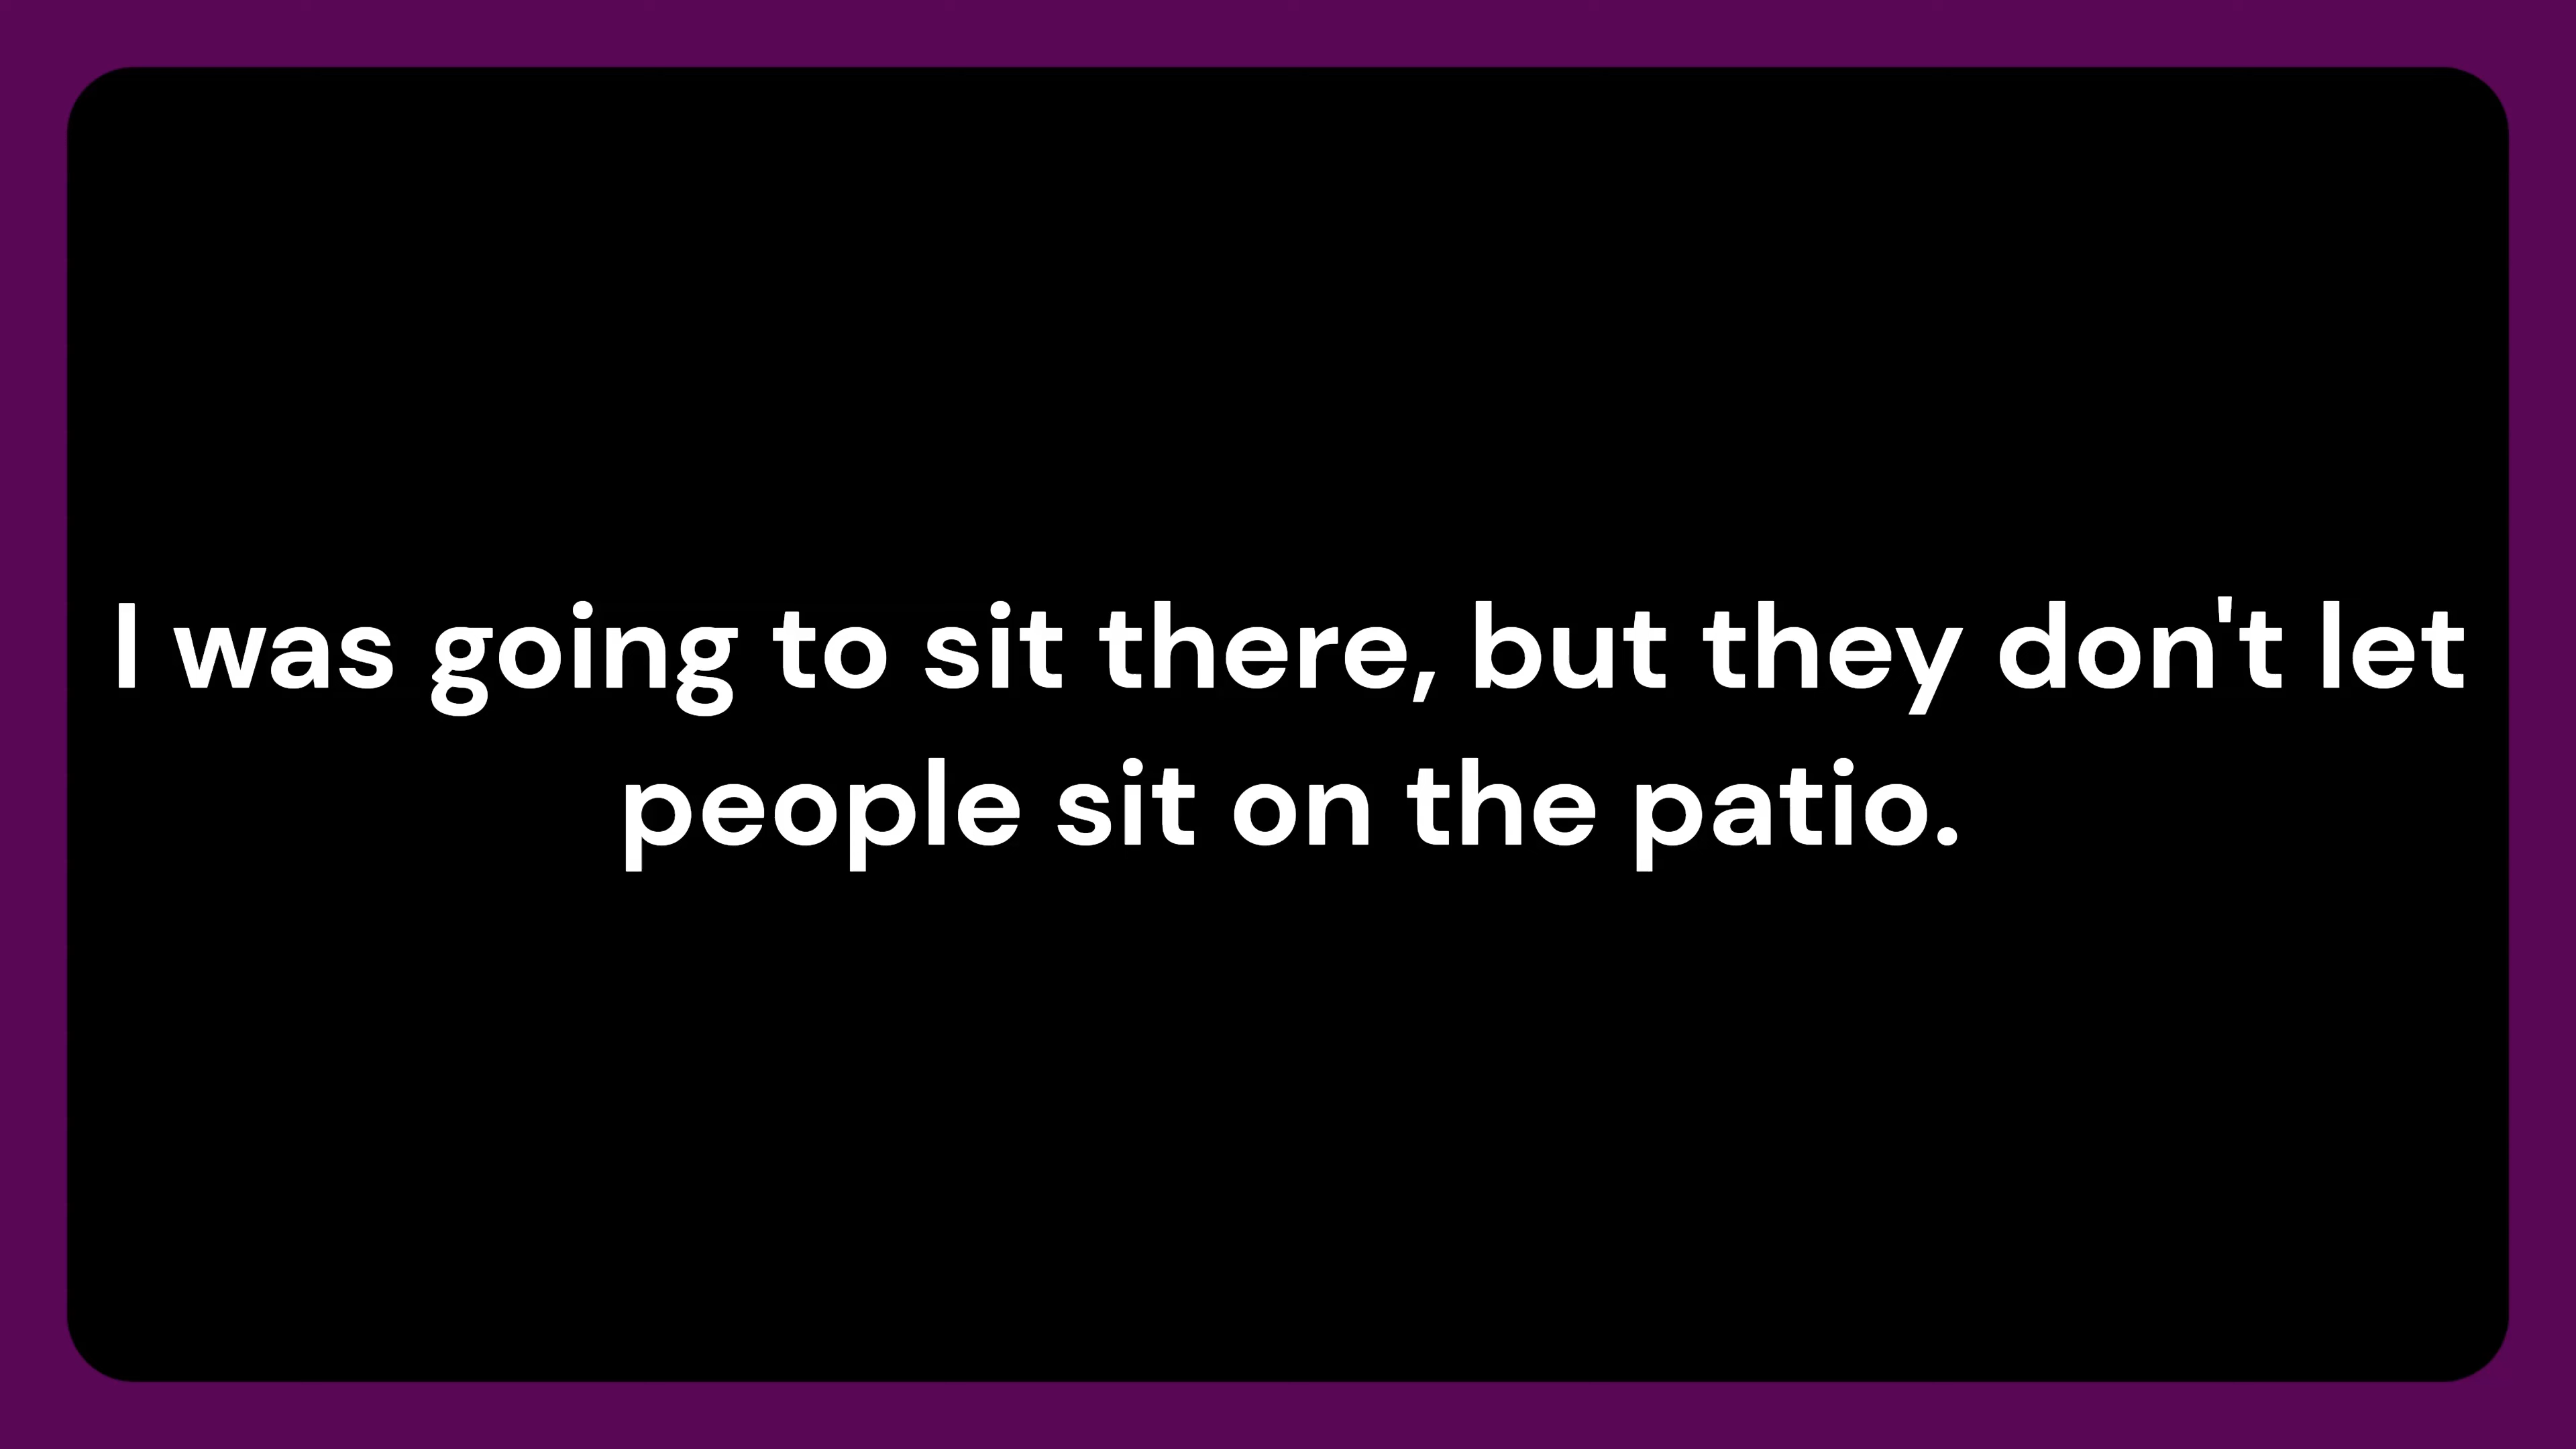 I was going to sit there, but they don't let
people sit on the patio.